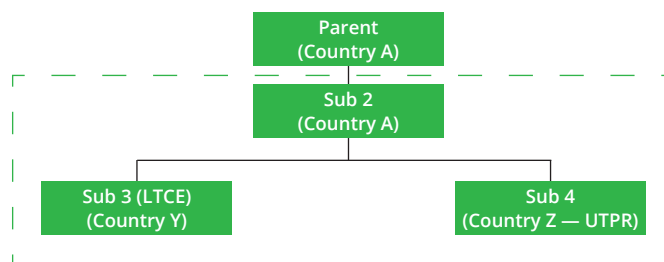 Parent
(Country A)
Sub 2
(Country A)
Sub 3 (LTCE)
(Country Y)
Sub 4
(Country Z — UTPR)